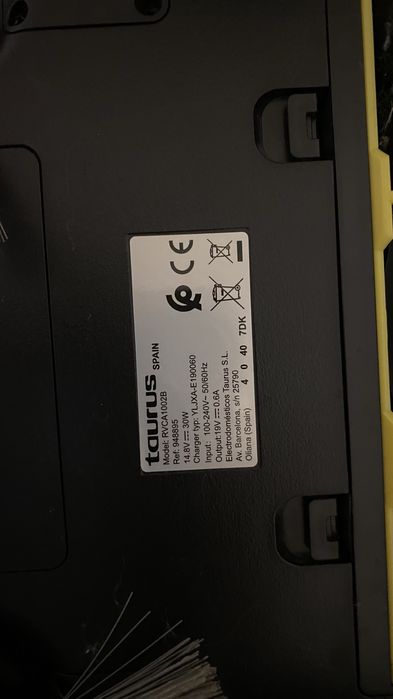 taurus SPAIN
Model: RVCA1002B
Ref: 948895
14.8V⎓ 30W
Charger typ: YLJXA-E190060
Input: 100-240V~ 50/60Hz
Output:19V⎓ 0.6A
Electrodomésticos Taurus S.L.
Av. Barcelona, s/n 25790
Oliana (Spain)
4 0 40 7DK
CE